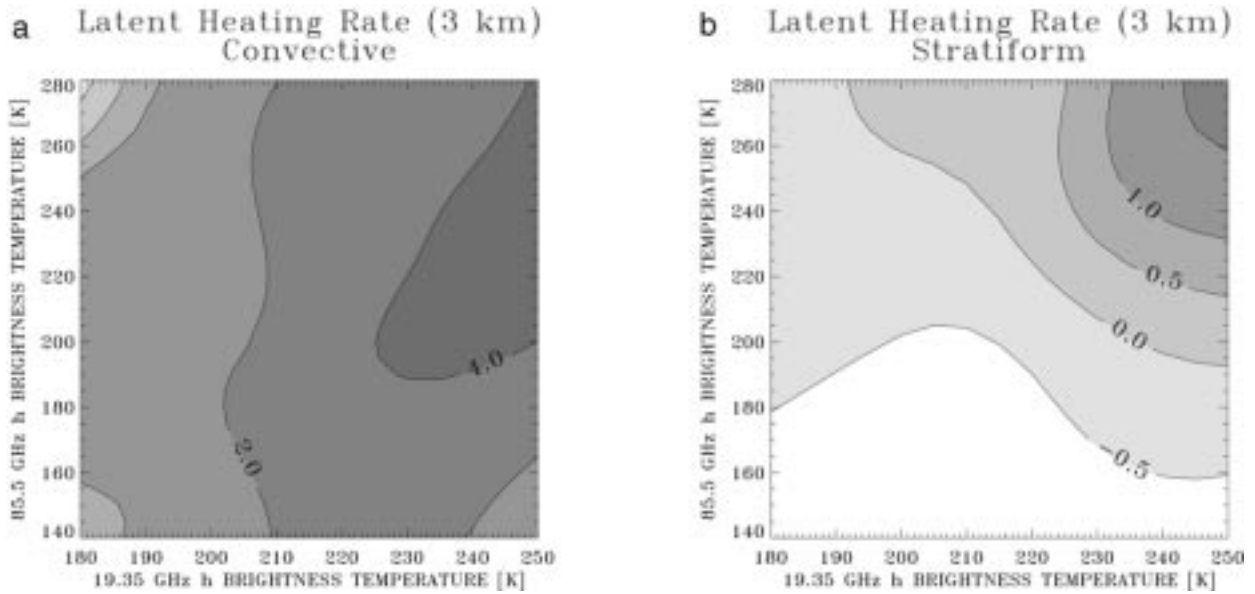 a
Latent Heating Rate (3 km)
Convective
85.5 GHz h BRIGHTNESS TEMPERATURE [K]
280
260
240
220
200
180
160
140
4.0
2.0
180 190 200 210 220 230 240 250
19.35 GHz h BRIGHTNESS TEMPERATURE [K]
b
Latent Heating Rate (3 km)
Stratiform
85.5 GHz h BRIGHTNESS TEMPERATURE [K]
280
260
240
220
200
180
160
140
1.0
0.5
0.0
-0.5
180 190 200 210 220 230 240 250
19.35 GHz h BRIGHTNESS TEMPERATURE [K]